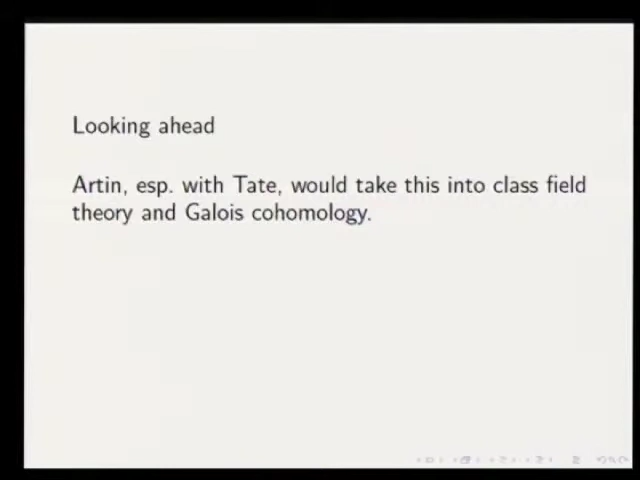 Looking ahead
Artin, esp. with Tate, would take this into class field
theory and Galois cohomology.